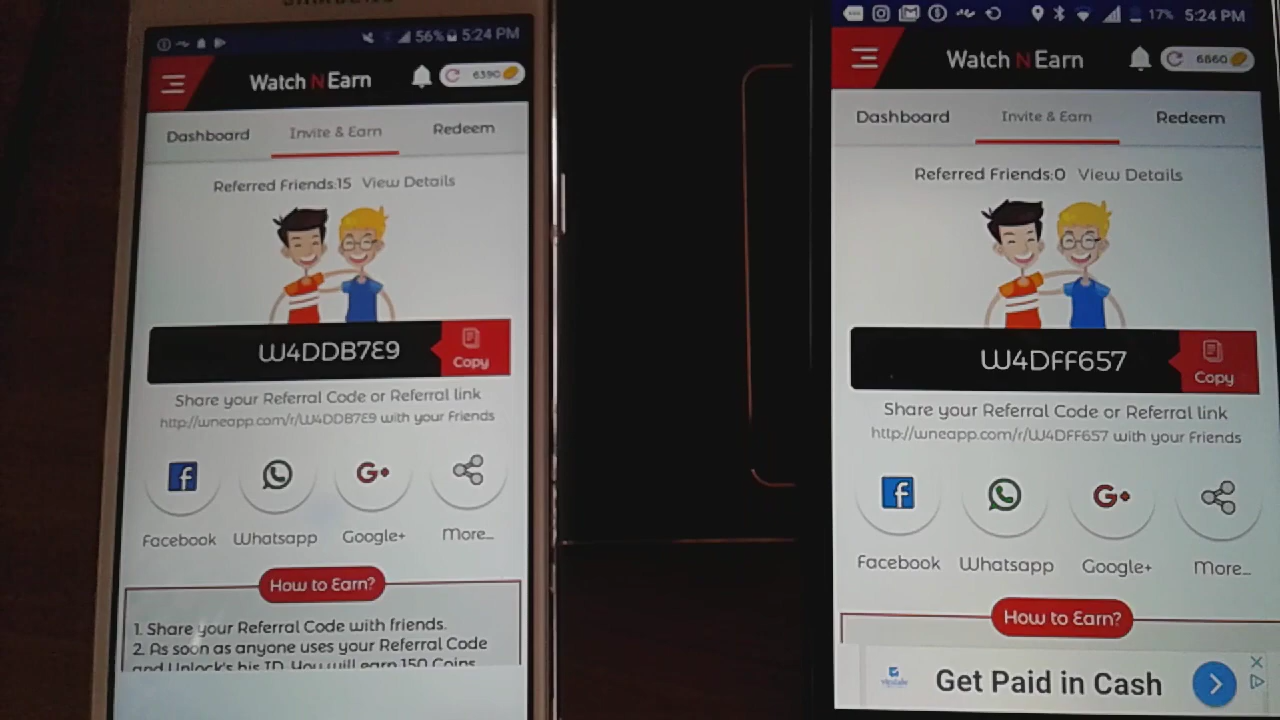 SAMSUNG
56% 5:24 PM
Watch N Earn
6390
Dashboard
Invite & Earn
Redeem
Referred Friends:15 View Details
W4DDB7E9
Copy
Share your Referral Code or Referral link
http://wneapp.com/r/W4DDB7E9 with your Friends
Facebook
Whatsapp
G+
Google+
More...
How to Earn?
1. Share your Referral Code with friends.
2. As soon as anyone uses your Referral Code
and Unlock's his ID, You will earn 150 Coins
17% 5:24 PM
Watch N Earn
6860
Dashboard
Invite & Earn
Redeem
Referred Friends:0 View Details
W4DFF657
Copy
Share your Referral Code or Referral link
http://wneapp.com/r/W4DFF657 with your Friends
Facebook
Whatsapp
G+
Google+
More...
How to Earn?
Get Paid in Cash